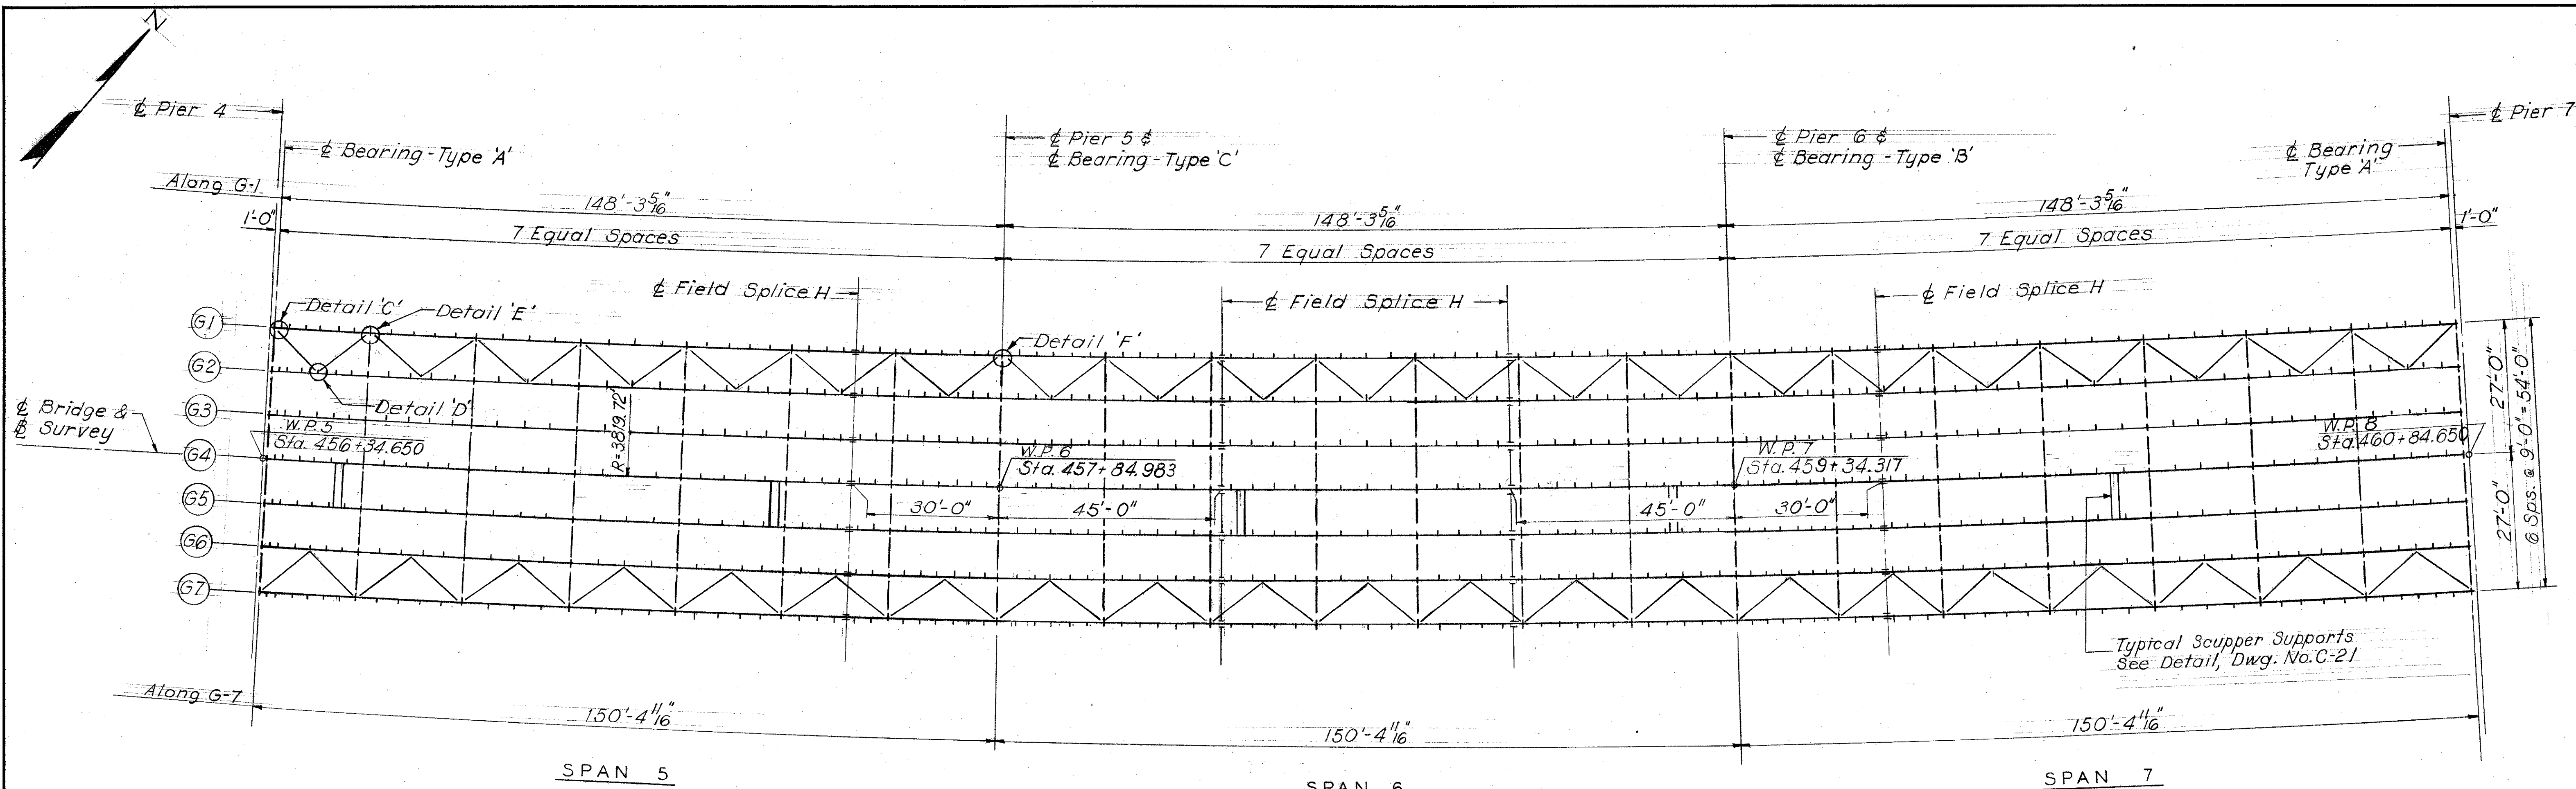 N
℄ Pier 4
℄ Bearing - Type 'A'
℄ Pier 5 &
℄ Bearing - Type 'C'
℄ Pier 6 &
℄ Bearing - Type 'B'
℄ Bearing
Type 'A'
℄ Pier 7
Along G-1
148'-3 5/16"
148'-3 5/16"
148'-3 5/16"
1'-0"
7 Equal Spaces
7 Equal Spaces
7 Equal Spaces
1'-0"
℄ Field Splice H
℄ Field Splice H
℄ Field Splice H
G1
Detail 'C'
Detail 'E'
Detail 'F'
G2
Detail 'D'
G3
℄ Bridge &
℄ Survey
W.P. 5
Sta. 456+34.650
R=3819.72'
W.P. 6
Sta. 457+84.983
W.P. 7
Sta. 459+34.317
W.P. 8
Sta. 460+84.650
G4
G5
30'-0"
45'-0"
45'-0"
30'-0"
27'-0"
27'-0"
6 Sps. @ 9'-0" = 54'-0"
G6
G7
Typical Scupper Supports
See Detail, Dwg. No. C-21
Along G-7
150'-4 11/16"
150'-4 11/16"
150'-4 11/16"
SPAN 5
SPAN 6
SPAN 7